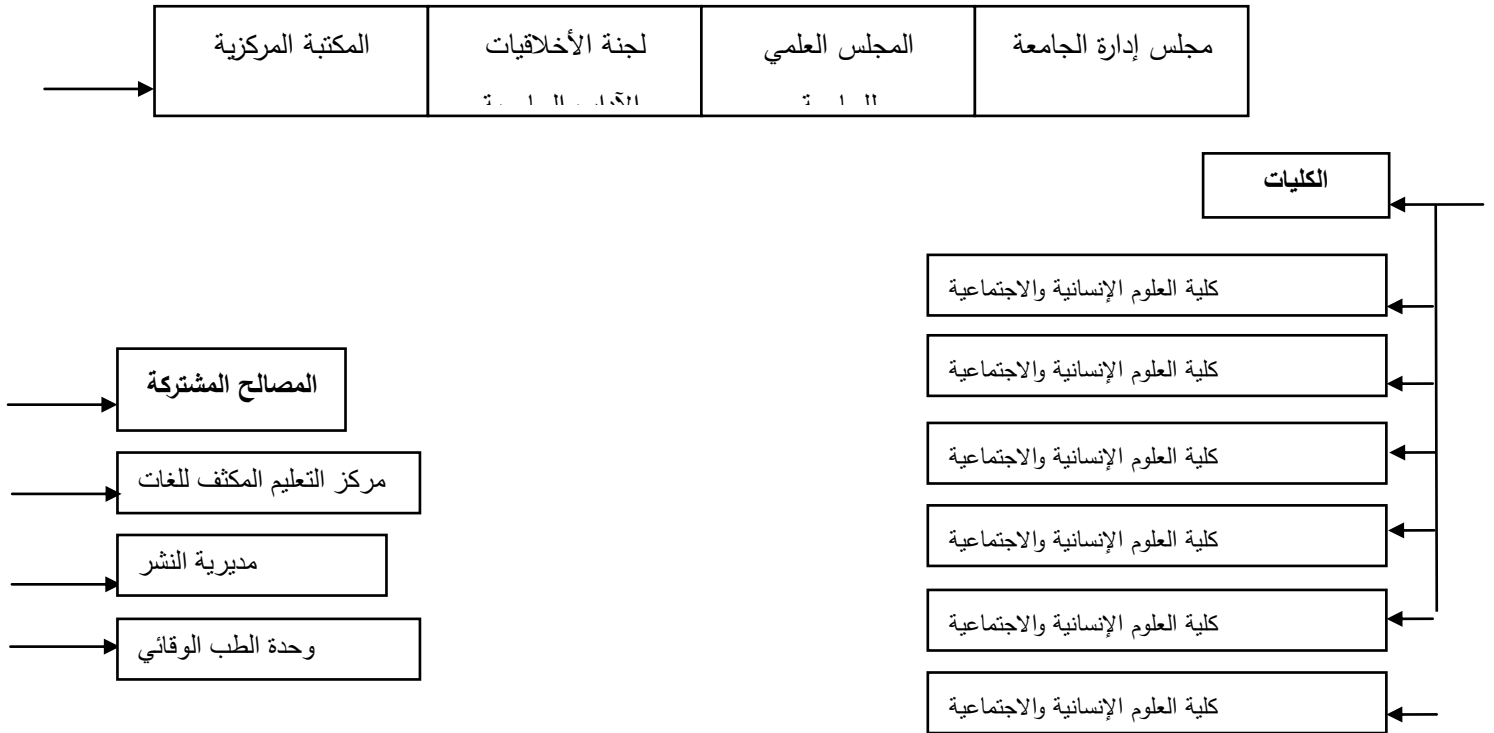 مجلس إدارة الجامعة
المجلس العلمي
لجنة الأخلاقيات
المكتبة المركزية
الكليات
كلية العلوم الإنسانية والاجتماعية
كلية العلوم الإنسانية والاجتماعية
كلية العلوم الإنسانية والاجتماعية
كلية العلوم الإنسانية والاجتماعية
كلية العلوم الإنسانية والاجتماعية
كلية العلوم الإنسانية والاجتماعية
المصالح المشتركة
مركز التعليم المكثف للغات
مديرية النشر
وحدة الطب الوقائي